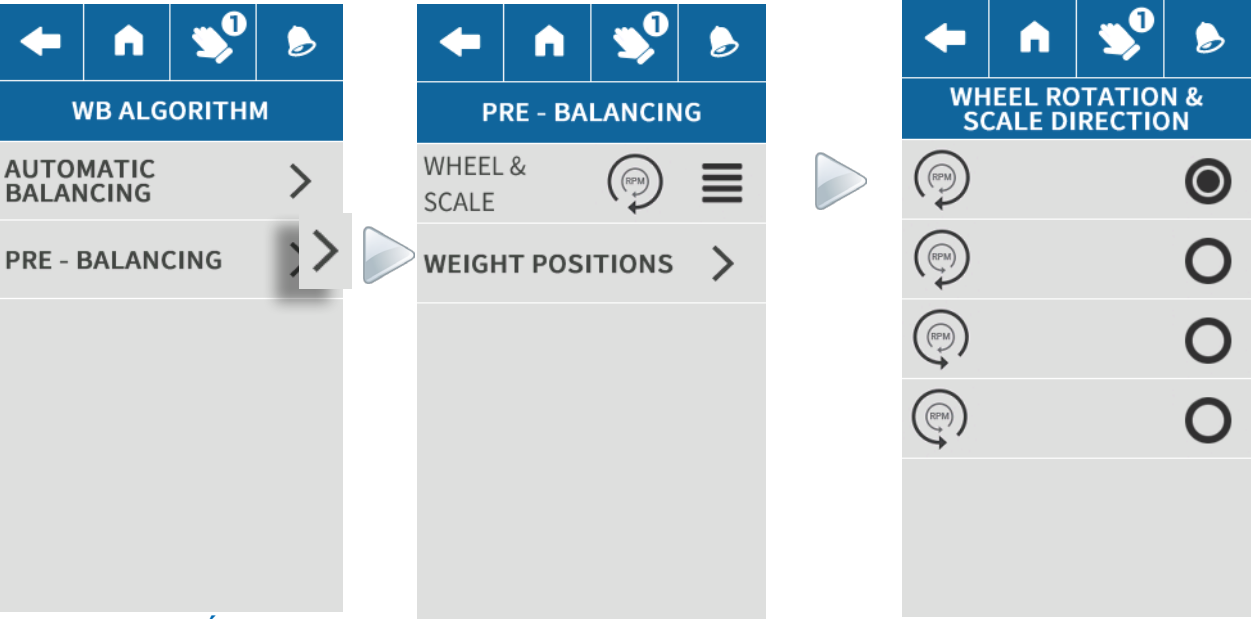 1
WB ALGORITHM
AUTOMATIC
BALANCING
PRE - BALANCING
1
PRE - BALANCING
WHEEL &
SCALE
RPM
WEIGHT POSITIONS
1
WHEEL ROTATION &
SCALE DIRECTION
RPM
RPM
RPM
RPM